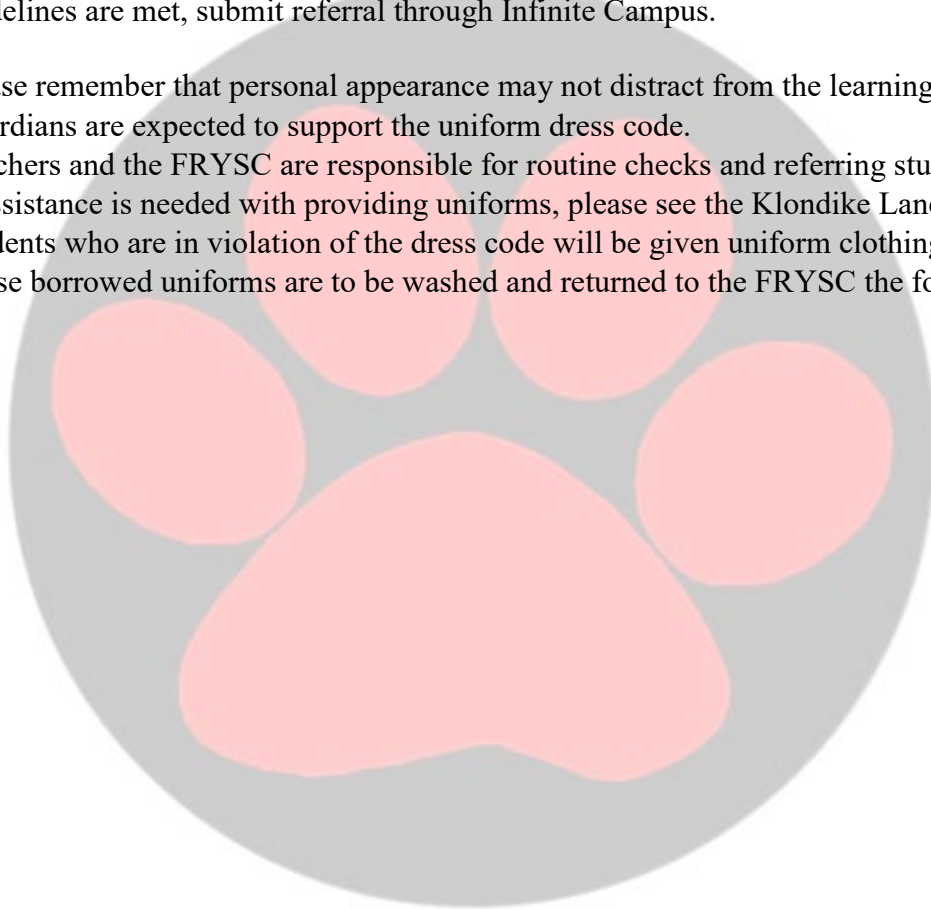 delines are met, submit referral through Infinite Campus.
se remember that personal appearance may not distract from the learning
rdians are expected to support the uniform dress code.
chers and the FRYSC are responsible for routine checks and referring stu
ssistance is needed with providing uniforms, please see the Klondike Lan
dents who are in violation of the dress code will be given uniform clothing
se borrowed uniforms are to be washed and returned to the FRYSC the fo